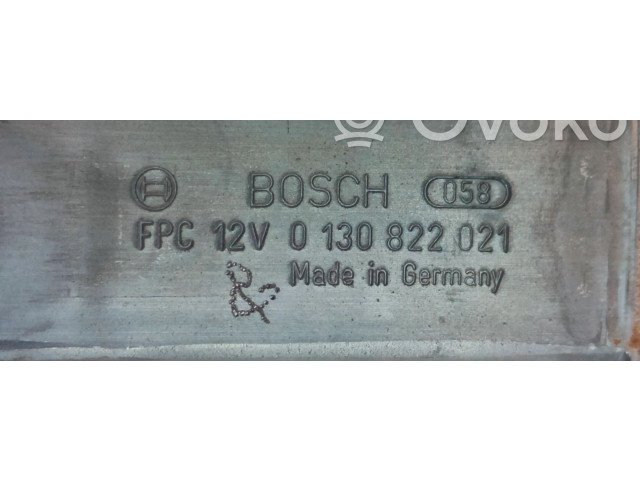 Ovoko
BOSCH 058
FPC 12V 0 130 822 021
Made in Germany